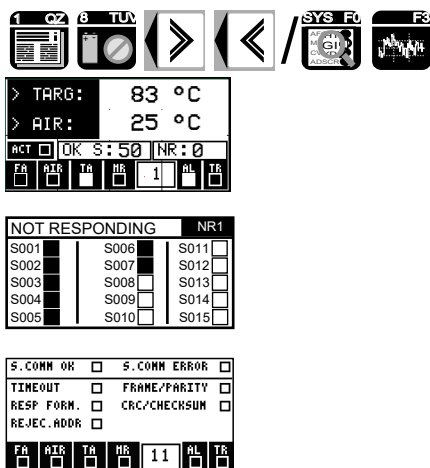 1 QZ 8 TUV / SYS F0 F3
GI
ADSCR
> TARG: 83 °C
> AIR: 25 °C
ACT OK S:50 NR:0
FA AIR TA MR 1 AL TR
NOT RESPONDING NR1
S001 S006 S011
S002 S007 S012
S003 S008 S013
S004 S009 S014
S005 S010 S015
S.COMM OK S.COMM ERROR
TIMEOUT FRAME/PARITY
RESP FORM. CRC/CHECKSUM
REJEC.ADDR
FA AIR TA MR 11 AL TR